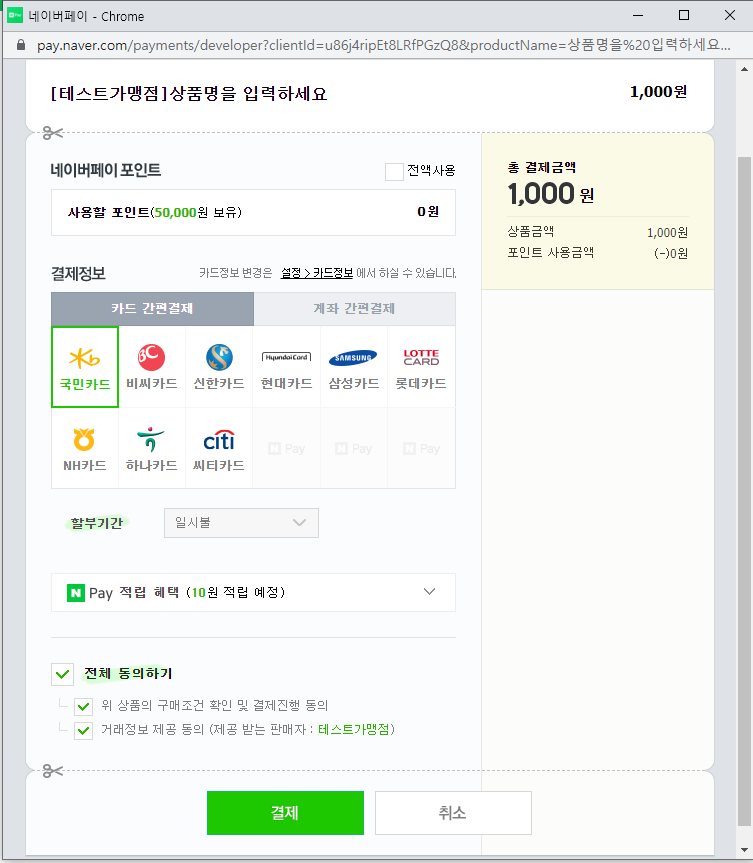 네이버페이 - Chrome
pay.naver.com/payments/developer?clientId=u86j4ripEt8LRfPGzQ8&productName=상품명을%20입력하세요...
[테스트가맹점]상품명을 입력하세요 1,000원
네이버페이 포인트 전액사용
사용할 포인트(50,000원 보유) 0원
총 결제금액
1,000 원
상품금액 1,000원
포인트 사용금액 (-)0원
결제정보 카드정보 변경은 설정 > 카드정보 에서 하실 수 있습니다.
카드 간편결제 계좌 간편결제
BC HyundaiCard SAMSUNG LOTTE CARD
국민카드 비씨카드 신한카드 현대카드 삼성카드 롯데카드
citi N Pay N Pay N Pay
NH카드 하나카드 씨티카드
할부기간 일시불
N Pay 적립 혜택 (10원 적립 예정)
전체 동의하기
위 상품의 구매조건 확인 및 결제진행 동의
거래정보 제공 동의 (제공 받는 판매자 : 테스트가맹점)
결제 취소